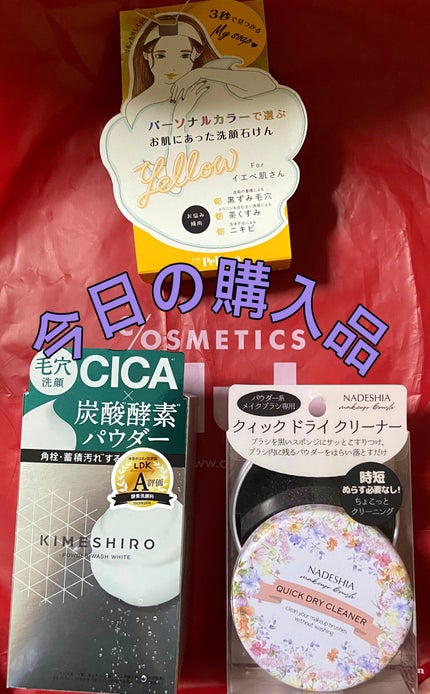 3秒で見つかる
My soap♥
パーソナルカラーで選ぶ
お肌にあった洗顔石けん
Yellow
For
イエベ肌さん
お悩み
傾向
黒ずみ毛穴
茶くすみ
ニキビ
今日の購入品
COSMETICS
毛穴
洗顔
CICA
×
炭酸酵素
パウダー
角栓・蓄積汚れ
LDK
A評価
KIMESHIRO
POWDER WASH WHITE
パウダー系
メイクブラシ専用
NADESHIA
makeup brush
クィック ドライ クリーナー
ブラシを黒いスポンジにサッとこすりつけ、
ブラシ内に残るパウダーをはらい落とすだけ
時短
ぬらす必要なし!
ちょこっと
クリーニング
NADESHIA
makeup brush
QUICK DRY CLEANER
clean your makeup brushes
without washing